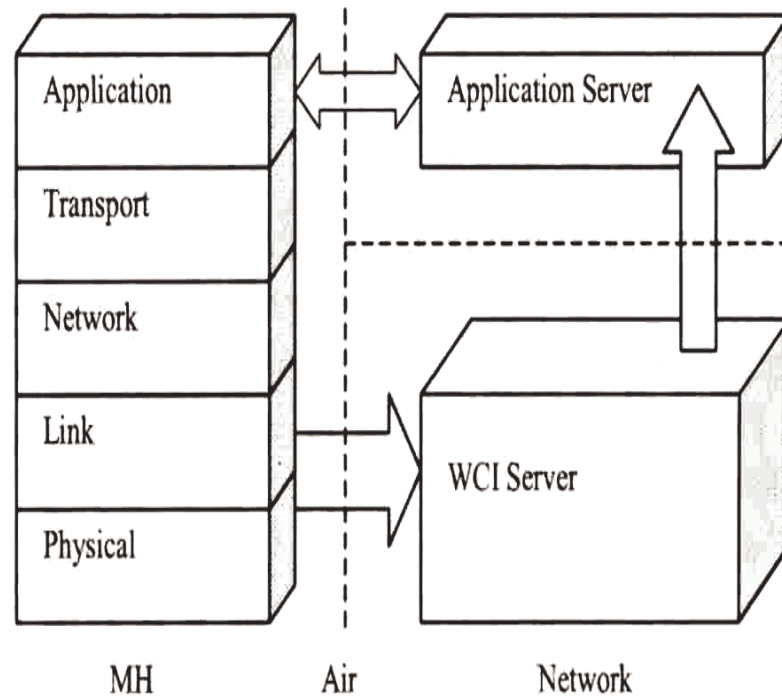 Application
Application Server
Transport
Network
Link
WCI Server
Physical
MH
Air
Network